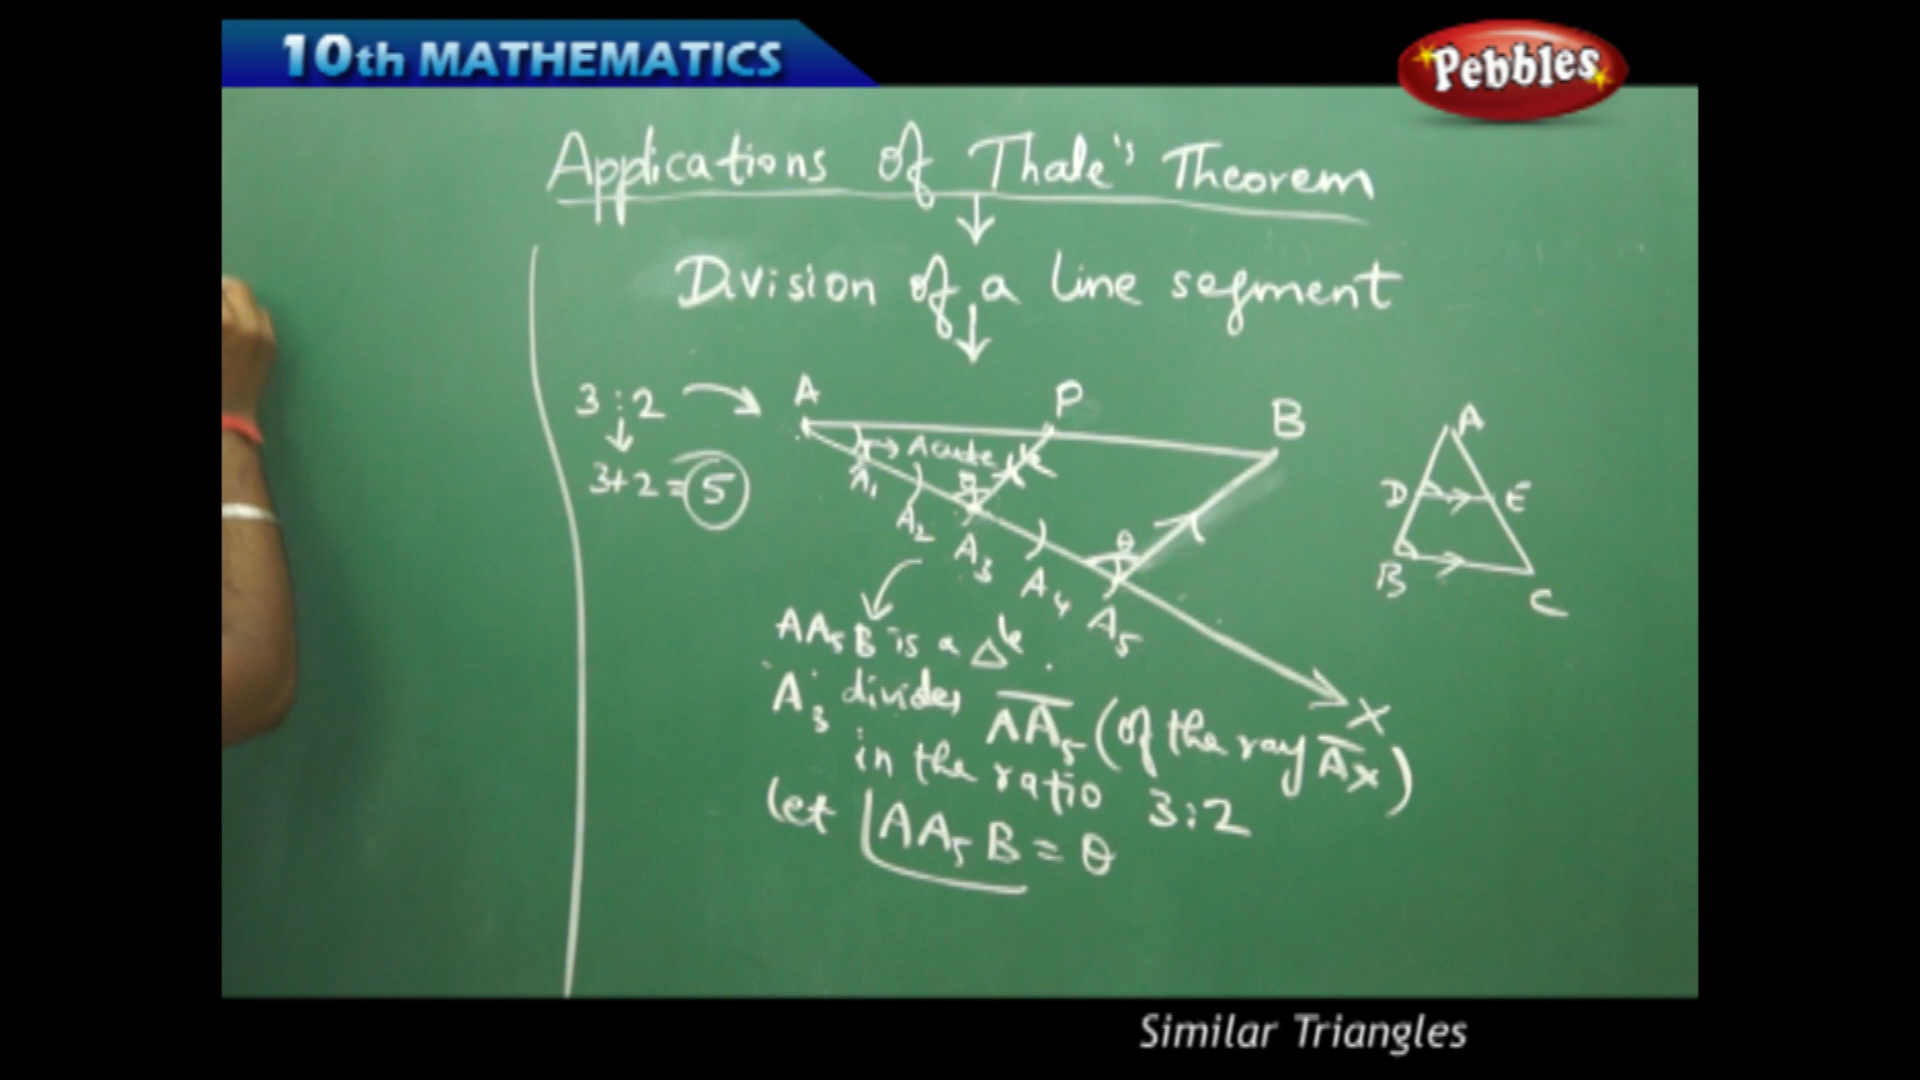 10th MATHEMATICS
Pebbles
Applications of Thale's Theorem
Division of a line segment
3:2
3+2=5
A P B
Acute
θ
A1
A2
A3
A4
θ
A5
X
A
D E
B C
AA5B is a Δle.
A3 divides AA5 (of the ray AX)
in the ratio 3:2
let ∠AA5B = θ
Similar Triangles